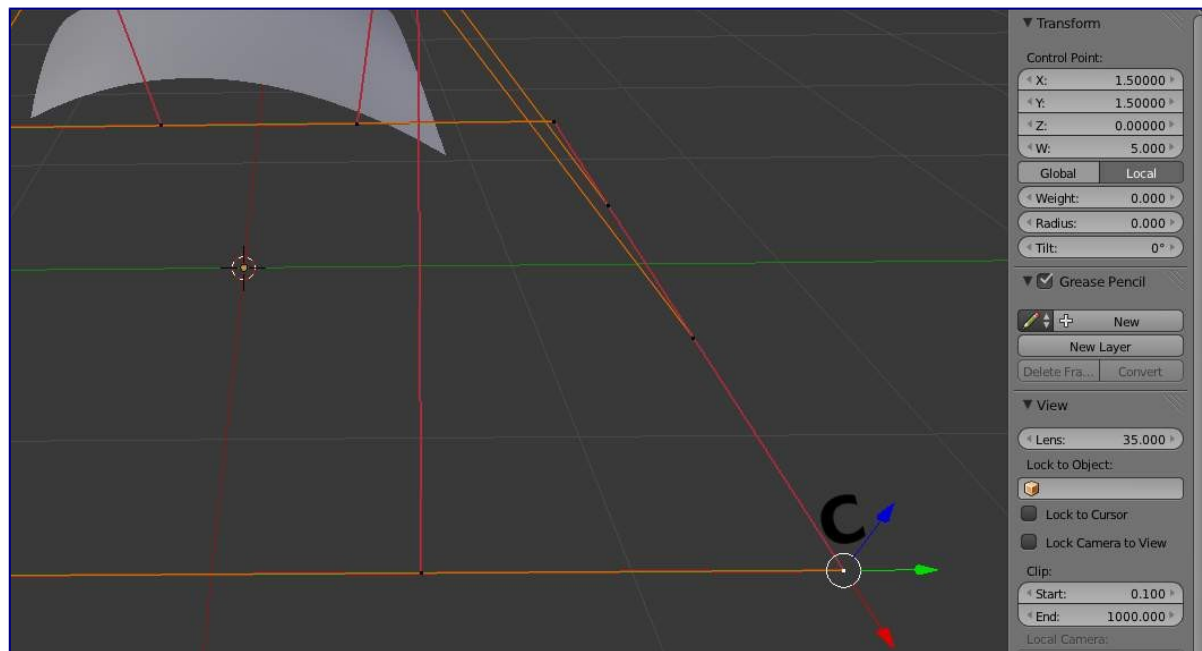 C
Transform
Control Point:
X: 1.50000
Y: 1.50000
Z: 0.00000
W: 5.000
Global Local
Weight: 0.000
Radius: 0.000
Tilt: 0°
Grease Pencil
New
New Layer
Delete Fra... Convert
View
Lens: 35.000
Lock to Object:
Lock to Cursor
Lock Camera to View
Clip:
Start: 0.100
End: 1000.000
Local Camera: